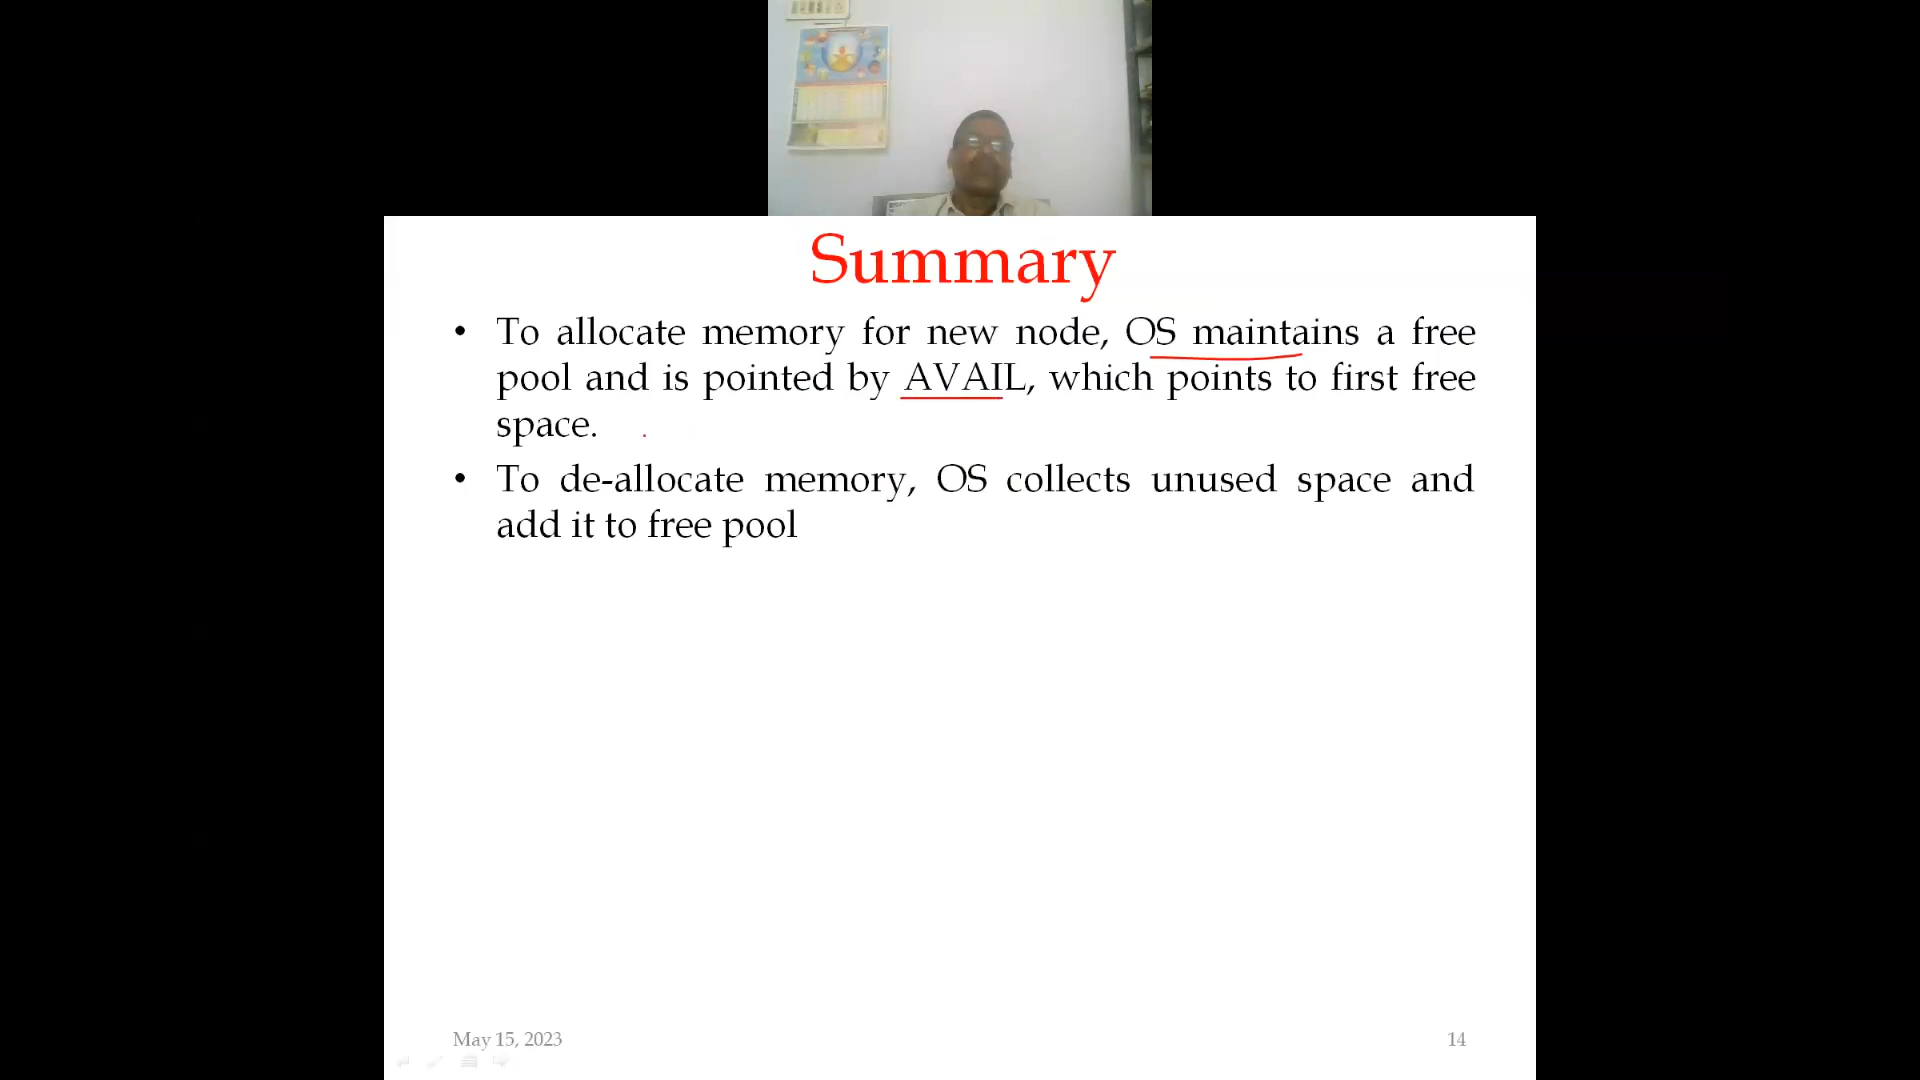 Summary
• To allocate memory for new node, OS maintains a free
pool and is pointed by AVAIL, which points to first free
space.
• To de-allocate memory, OS collects unused space and
add it to free pool
May 15, 2023
14